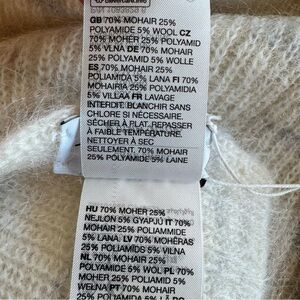 clevercare.info
GB 70% MOHAIR 25%
POLYAMIDE 5% WOOL CZ
70% MOHÉR 25% POLYAMID
5% VLNA DE 70% MOHAIR
25% POLYAMID 5% WOLLE
ES 70% MOHAIR 25%
POLIAMIDA 5% LANA FI 70%
MOHAIRIA 25% POLYAMIDIA
5% VILLAA FR LAVAGE
INTERDIT. BLANCHIR SANS
CHLORE SI NÉCESSAIRE.
SÉCHER À PLAT. REPASSER
À FAIBLE TEMPÉRATURE.
NETTOYER À SEC
SEULEMENT. 70% MOHAIR
25% POLYAMIDE 5% LAINE
HU 70% MOHER 25%
NEJLON 5% GYAPJÚ IT 70%
MOHAIR 25% POLIAMMIDE
5% LANA. LV 70% MOHĒRAS
25% POLIAMĪDS 5% VILNA
NL 70% MOHAIR 25%
POLYAMIDE 5% WOL PL 70%
MOHER 25% POLIAMID 5%
WEŁNA PT 70% MOHAIR
25% POLIAMIDA 5% LÃ